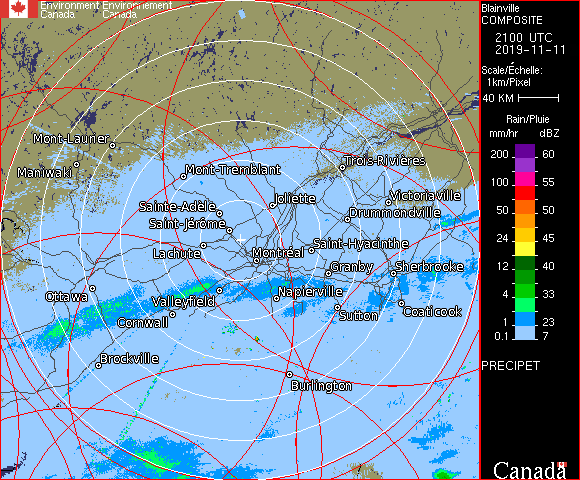 Environment Environnement
Canada Canada
Blainville
COMPOSITE
2100 UTC
2019-11-11
Scale/Échelle:
1km/Pixel
40 KM
Rain/Pluie
mm/hr dBZ
200 60
100 55
50 50
24 45
12 40
4 33
1 23
0.1 7
PRECIPET
Canada
Mont-Laurier
Maniwaki
Mont-Tremblant
Trois-Rivières
Joliette
Victoriaville
Sainte-Adèle
Drummondville
Saint-Jérôme
Lachute
Montréal
Saint-Hyacinthe
Granby
Sherbrooke
Ottawa
Valleyfield
Napierville
Cornwall
Sutton
Coaticook
Brockville
Burlington